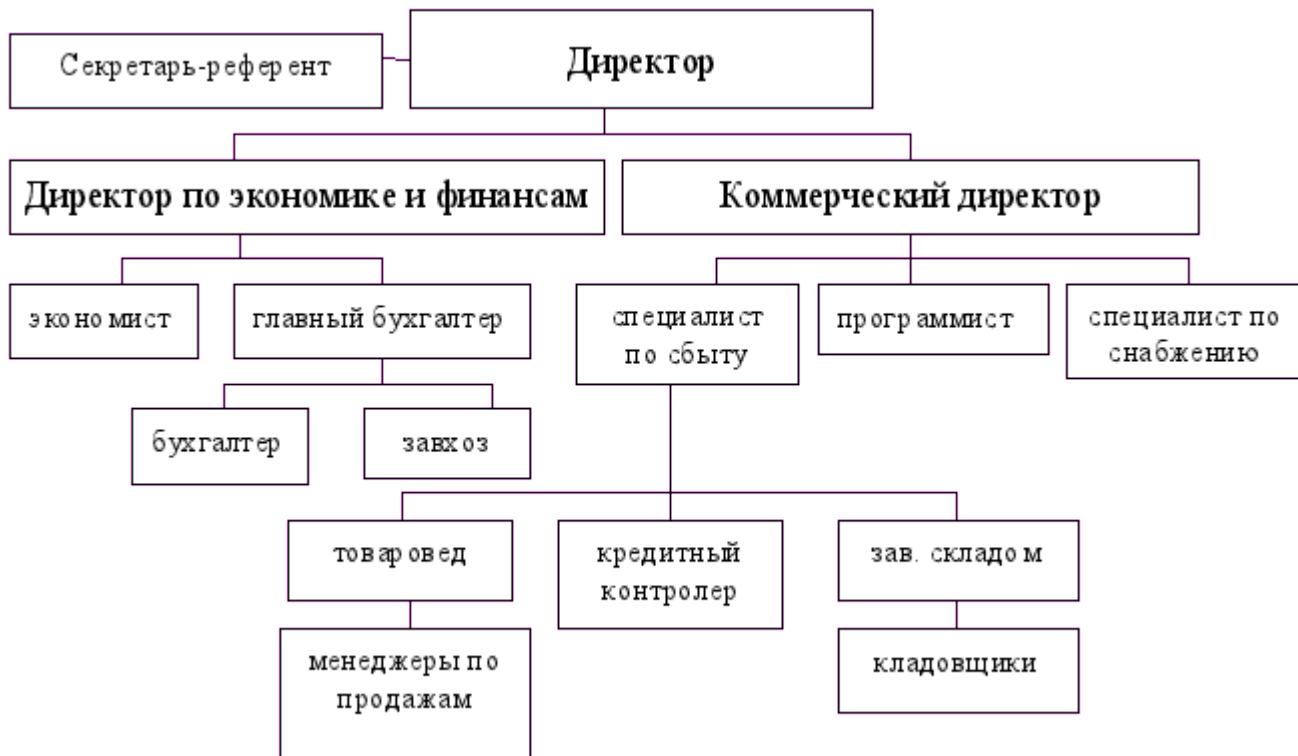 Секретарь-референт
Директор
Директор по экономике и финансам
Коммерческий директор
экономист
главный бухгалтер
специалист
по сбыту
программист
специалист по
снабжению
бухгалтер
завхоз
товаровед
кредитный
контролер
зав. складом
менеджеры по
продажам
кладовщики